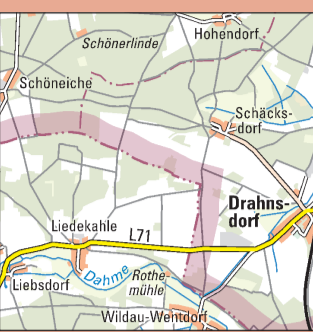 Hohendorf
Schönerlinde
Schöneiche
Schäcks-
dorf
Drahns-
dorf
Liedekahle
L71
Dahme
Rothe-
mühle
Liebsdorf
Wildau-Wentdorf